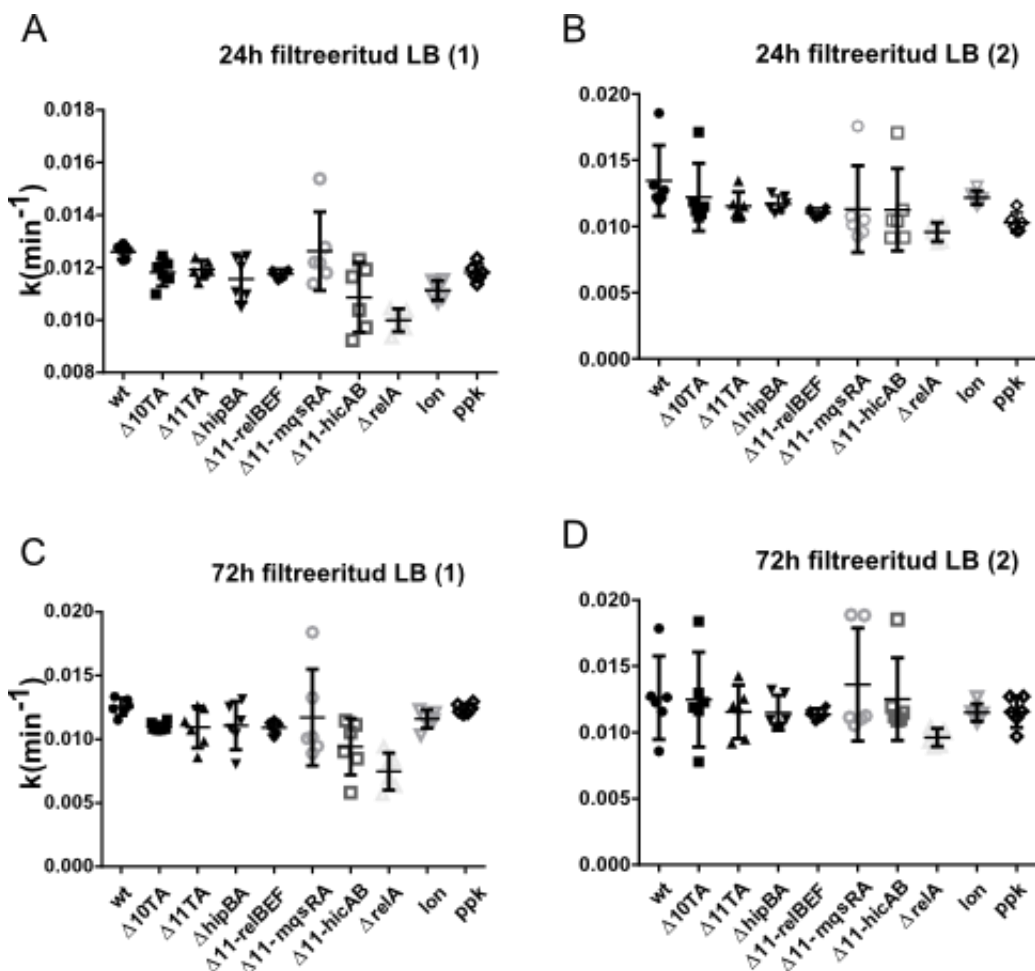 A
24h filtreeritud LB (1)
k(min⁻¹)
0.018
0.016
0.014
0.012
0.010
0.008
wt
Δ10TA
Δ11TA
ΔhipBA
Δ11-relBEF
Δ11-mqsRA
Δ11-hicAB
ΔrelA
lon
ppk
B
24h filtreeritud LB (2)
0.020
0.015
0.010
0.005
0.000
wt
Δ10TA
Δ11TA
ΔhipBA
Δ11-relBEF
Δ11-mqsRA
Δ11-hicAB
ΔrelA
lon
ppk
C
72h filtreeritud LB (1)
k(min⁻¹)
0.020
0.015
0.010
0.005
0.000
wt
Δ10TA
Δ11TA
ΔhipBA
Δ11-relBEF
Δ11-mqsRA
Δ11-hicAB
ΔrelA
lon
ppk
D
72h filtreeritud LB (2)
0.020
0.015
0.010
0.005
0.000
wt
Δ10TA
Δ11TA
ΔhipBA
Δ11-relBEF
Δ11-mqsRA
Δ11-hicAB
ΔrelA
lon
ppk